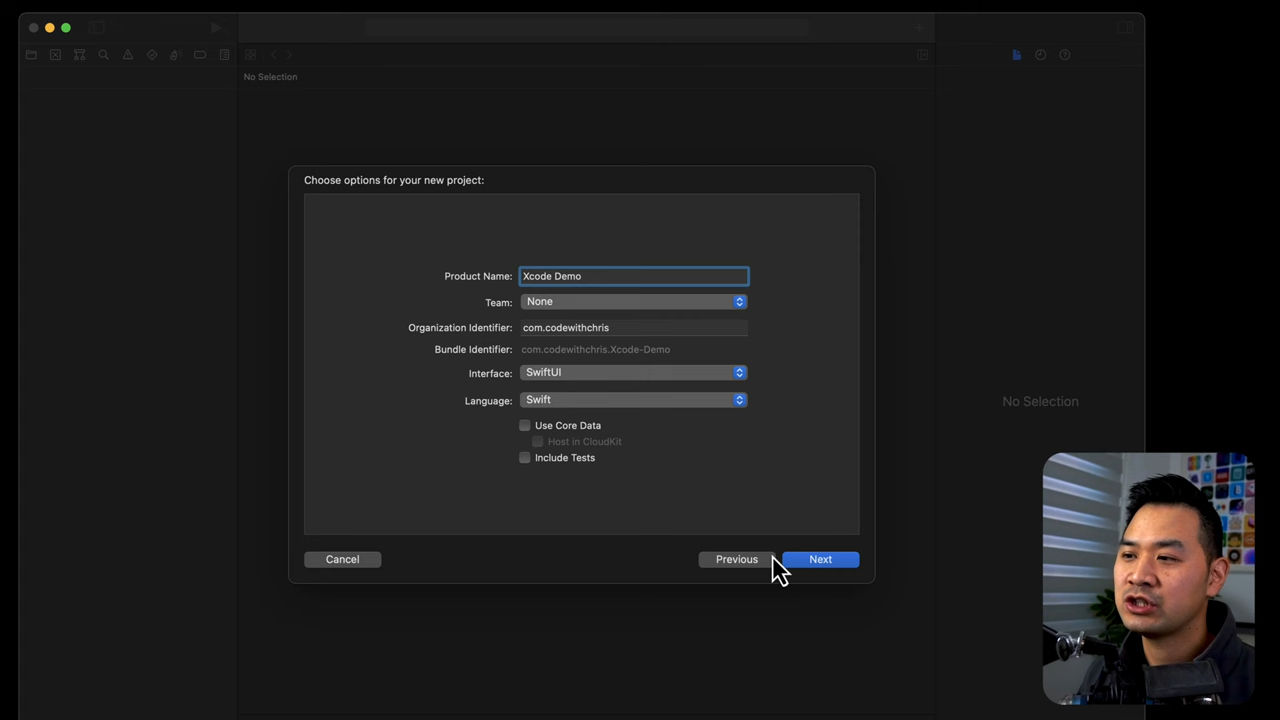 No Selection
Choose options for your new project:
Product Name: Xcode Demo
Team: None
Organization Identifier: com.codewithchris
Bundle Identifier: com.codewithchris.Xcode-Demo
Interface: SwiftUI
Language: Swift
Use Core Data
Host in CloudKit
Include Tests
No Selection
Cancel
Previous
Next